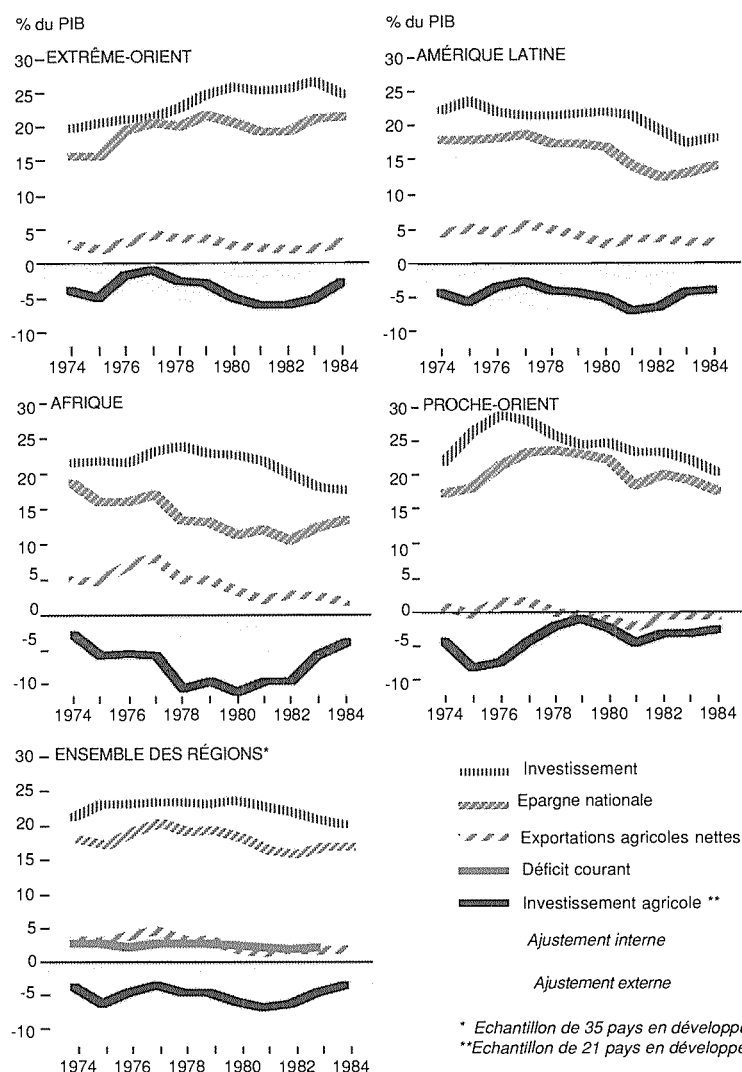 % du PIB
EXTRÊME-ORIENT
30
25
20
15
10
5
0
-5
-10
1974 1976 1978 1980 1982 1984
% du PIB
AMÉRIQUE LATINE
30
25
20
15
10
5
0
-5
-10
1974 1976 1978 1980 1982 1984
AFRIQUE
30
25
20
15
10
5
0
-5
-10
1974 1976 1978 1980 1982 1984
PROCHE-ORIENT
30
25
20
15
10
5
0
-5
-10
1974 1976 1978 1980 1982 1984
ENSEMBLE DES RÉGIONS*
30
25
20
15
10
5
0
-5
-10
1974 1976 1978 1980 1982 1984
Investissement
Epargne nationale
Exportations agricoles nettes
Déficit courant
Investissement agricole **
Ajustement interne
Ajustement externe
* Echantillon de 35 pays en développe
**Echantillon de 21 pays en développe